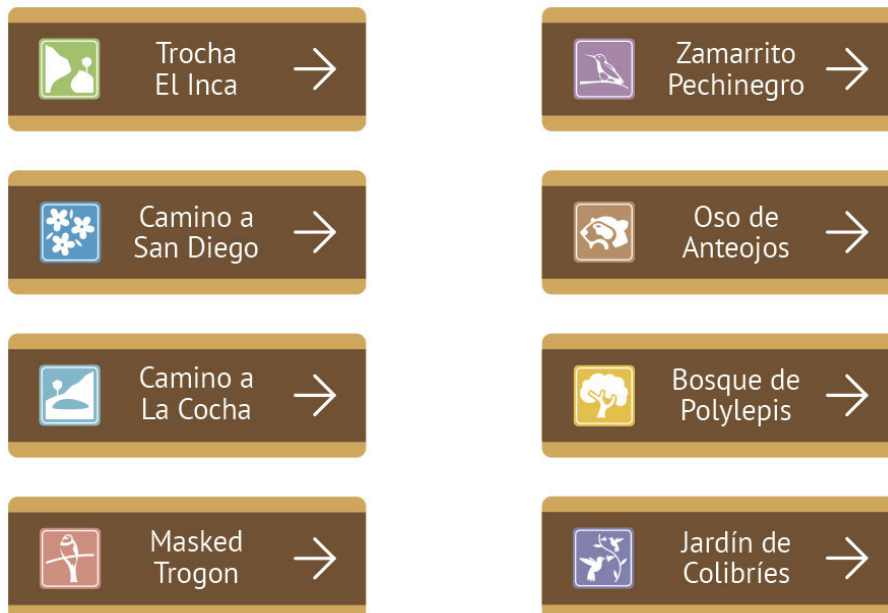 Trocha
El Inca
Zamarrito
Pechinegro
Camino a
San Diego
Oso de
Anteojos
Camino a
La Cocha
Bosque de
Polylepis
Masked
Trogon
Jardín de
Colibríes